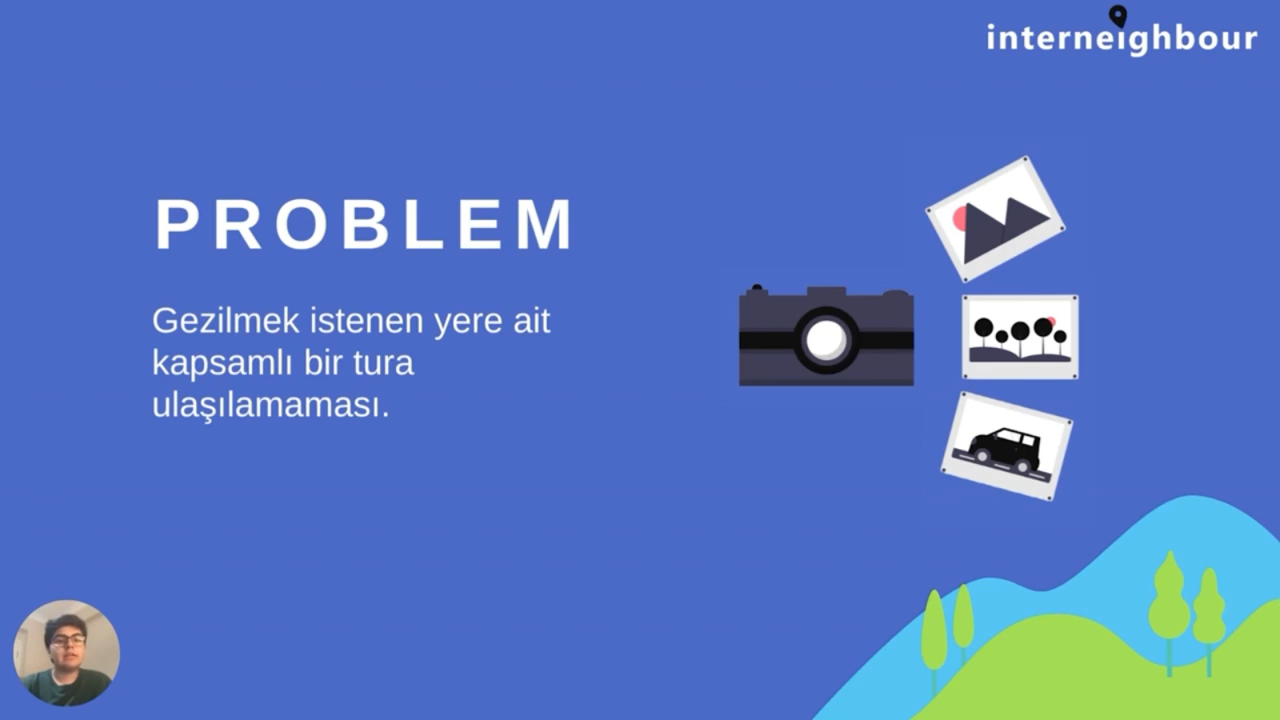 interneighbour
PROBLEM
Gezilmek istenen yere ait
kapsamlı bir tura
ulaşılamaması.